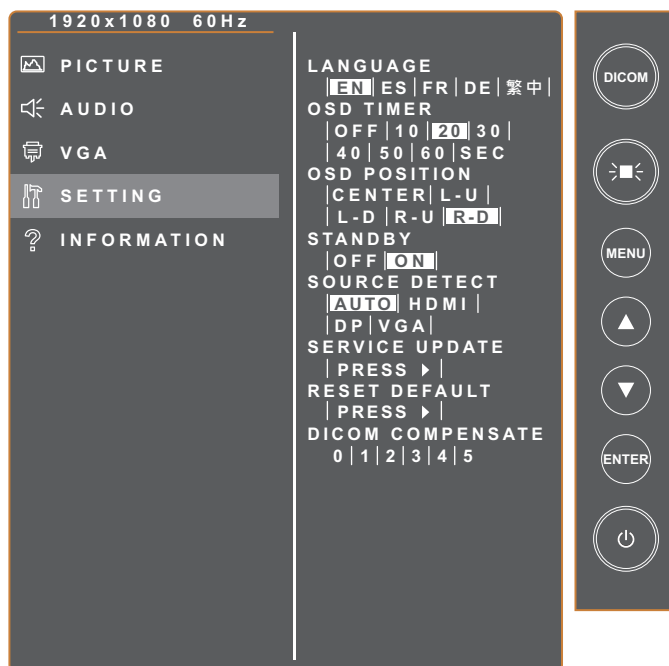 1920x1080 60Hz
PICTURE
AUDIO
VGA
SETTING
INFORMATION
LANGUAGE
EN|ES|FR|DE|繁中|
OSD TIMER
|OFF|10|20|30|
|40|50|60|SEC
OSD POSITION
|CENTER|L-U|
|L-D|R-U|R-D|
STANDBY
|OFF|ON|
SOURCE DETECT
|AUTO|HDMI|
|DP|VGA|
SERVICE UPDATE
|PRESS ▶|
RESET DEFAULT
|PRESS ▶|
DICOM COMPENSATE
0|1|2|3|4|5
DICOM
MENU
ENTER